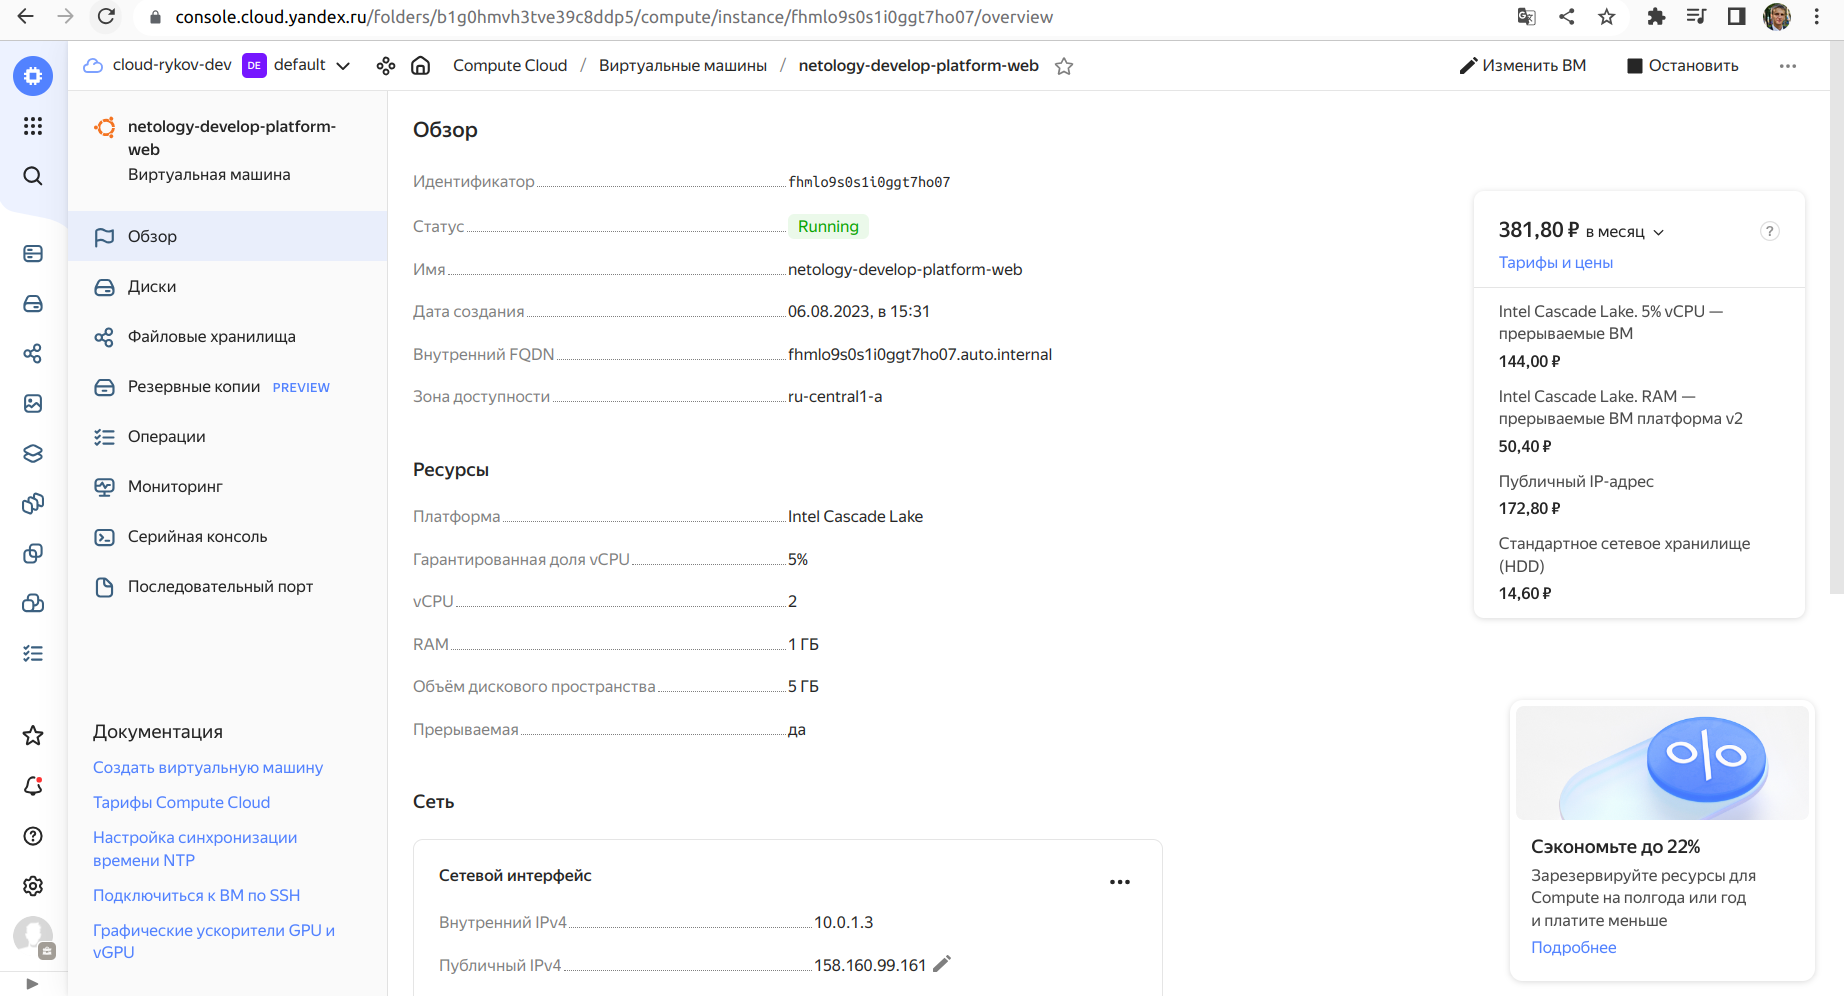 console.cloud.yandex.ru/folders/b1g0hmvh3tve39c8ddp5/compute/instance/fhmlo9s0s1i0ggt7ho07/overview
cloud-rykov-dev DE default Compute Cloud / Виртуальные машины / netology-develop-platform-web Изменить ВМ Остановить
netology-develop-platform-
web
Виртуальная машина
Обзор
Диски
Файловые хранилища
Резервные копии PREVIEW
Операции
Мониторинг
Серийная консоль
Последовательный порт
Документация
Создать виртуальную машину
Тарифы Compute Cloud
Настройка синхронизации
времени NTP
Подключиться к ВМ по SSH
Графические ускорители GPU и
vGPU
Обзор
Идентификатор fhmlo9s0s1i0ggt7ho07
Статус Running
Имя netology-develop-platform-web
Дата создания 06.08.2023, в 15:31
Внутренний FQDN fhmlo9s0s1i0ggt7ho07.auto.internal
Зона доступности ru-central1-a
Ресурсы
Платформа Intel Cascade Lake
Гарантированная доля vCPU 5%
vCPU 2
RAM 1 ГБ
Объём дискового пространства 5 ГБ
Прерываемая да
Сеть
Сетевой интерфейс
Внутренний IPv4 10.0.1.3
Публичный IPv4 158.160.99.161
381,80 ₽ в месяц ?
Тарифы и цены
Intel Cascade Lake. 5% vCPU —
прерываемые ВМ
144,00 ₽
Intel Cascade Lake. RAM —
прерываемые ВМ платформа v2
50,40 ₽
Публичный IP-адрес
172,80 ₽
Стандартное сетевое хранилище
(HDD)
14,60 ₽
%
Сэкономьте до 22%
Зарезервируйте ресурсы для
Compute на полгода или год
и платите меньше
Подробнее